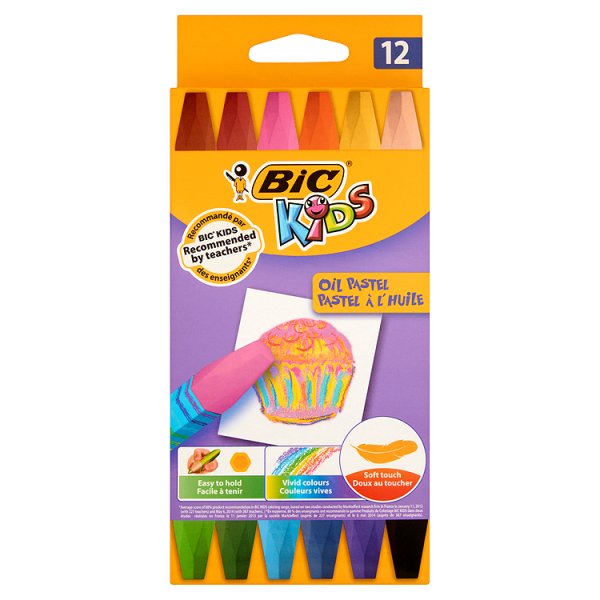 12
BiC®
KiDS
Recommandé par
BIC® KIDS
Recommended
by teachers*
des enseignants*
OiL PASTEL
PASTEL À L'HUiLE
Easy to hold
Facile à tenir
Vivid colours
Couleurs vives
Soft touch
Doux au toucher